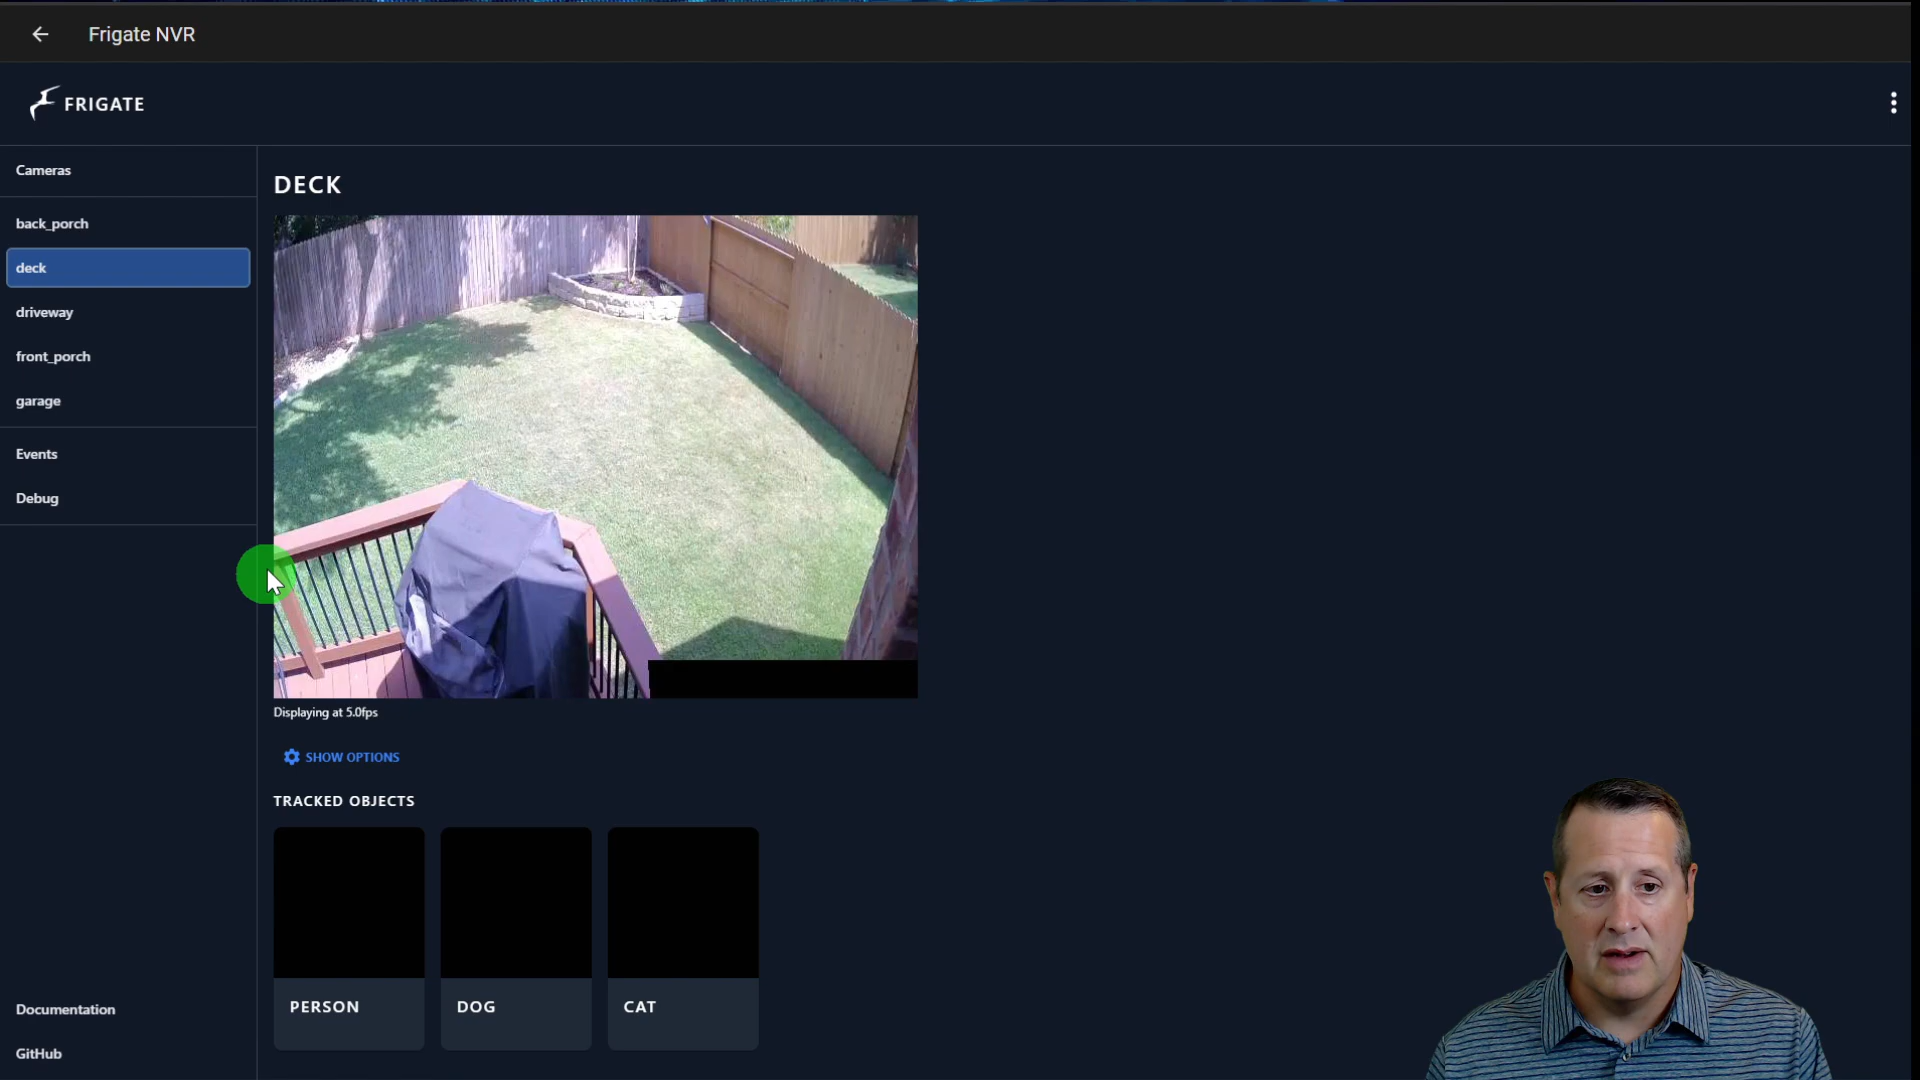 Frigate NVR
FRIGATE
Cameras
back_porch
deck
driveway
front_porch
garage
Events
Debug
Documentation
GitHub
DECK
Displaying at 5.0fps
SHOW OPTIONS
TRACKED OBJECTS
PERSON
DOG
CAT